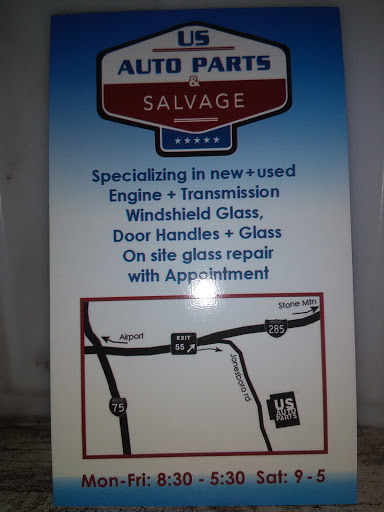 US
AUTO PARTS
&
SALVAGE
Specializing in new+used
Engine + Transmission
Windshield Glass,
Door Handles + Glass
On site glass repair
with Appointment
Stone Mtn
Airport
EXIT
55
285
Jonesboro rd
75
US
AUTO
PARTS
Mon-Fri: 8:30 - 5:30 Sat: 9 - 5